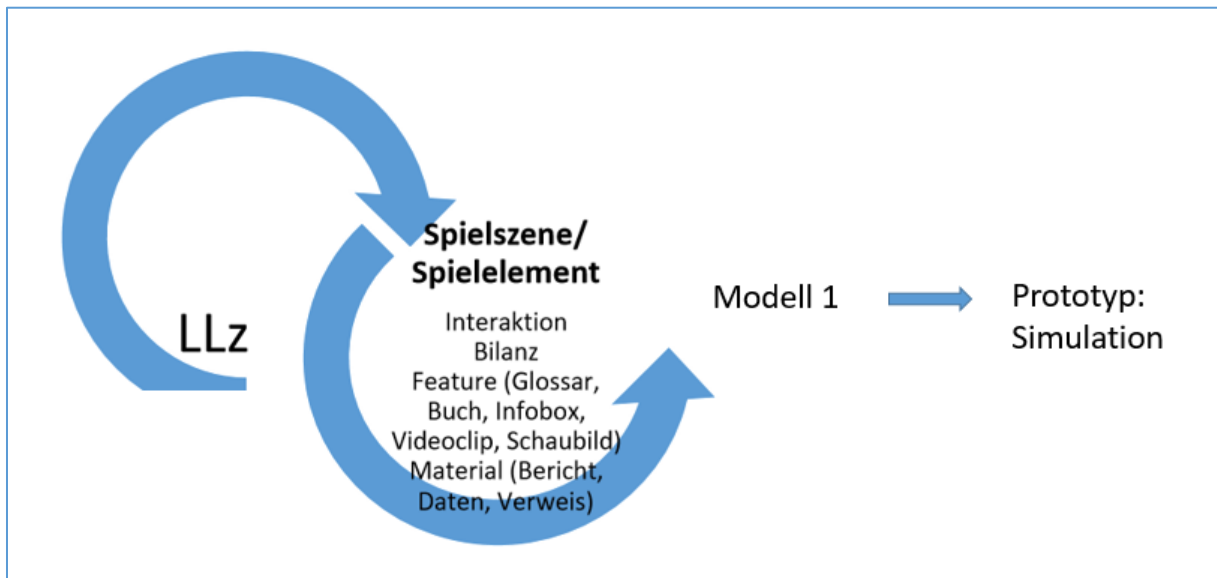 LLz
Spielszene/
Spielelement
Interaktion
Bilanz
Feature (Glossar,
Buch, Infobox,
Videoclip, Schaubild)
Material (Bericht,
Daten, Verweis)
Modell 1
Prototyp:
Simulation